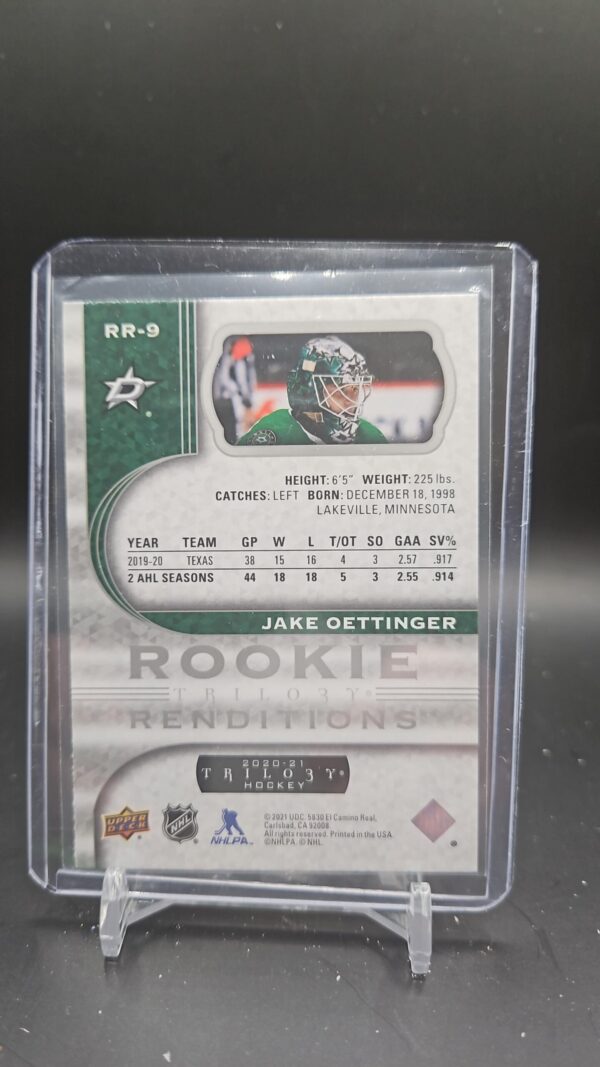 RR-9
D
HEIGHT: 6'5" WEIGHT: 225 lbs.
CATCHES: LEFT BORN: DECEMBER 18, 1998
LAKEVILLE, MINNESOTA
YEAR TEAM GP W L T/OT SO GAA SV%
2019-20 TEXAS 38 15 16 4 3 2.57 .917
2 AHL SEASONS 44 18 18 5 3 2.55 .914
JAKE OETTINGER
ROOKIE
TRILO3Y®
RENDITIONS
2020-21
TRILO3Y®
HOCKEY
UPPER
DECK
NHL
NHLPA
© 2021 UDC. 5830 El Camino Real,
Carlsbad, CA 92008.
All rights reserved. Printed in the USA.
©NHLPA. © NHL